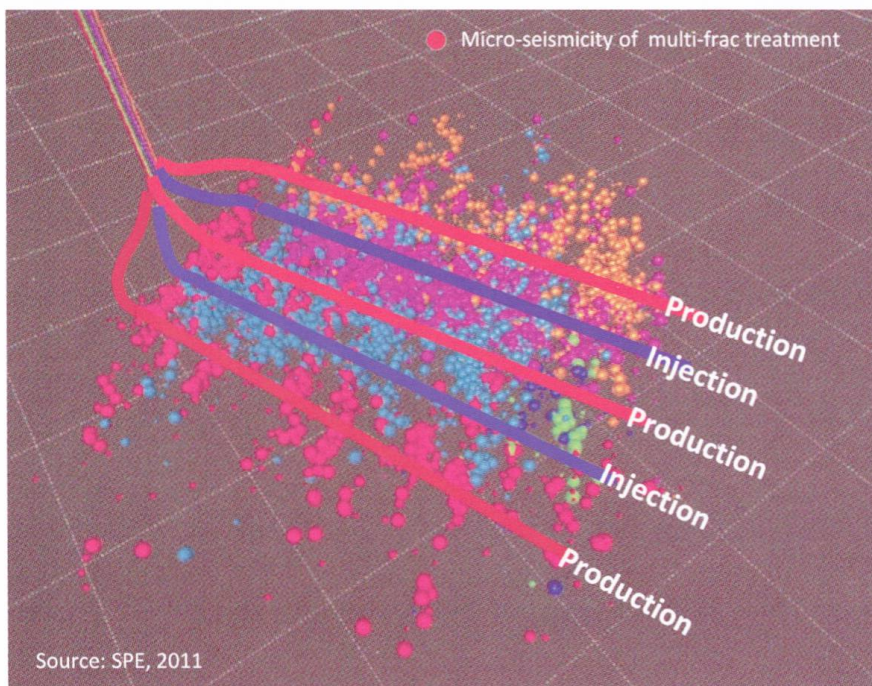 Micro-seismicity of multi-frac treatment
Production
Injection
Production
Injection
Production
Source: SPE, 2011